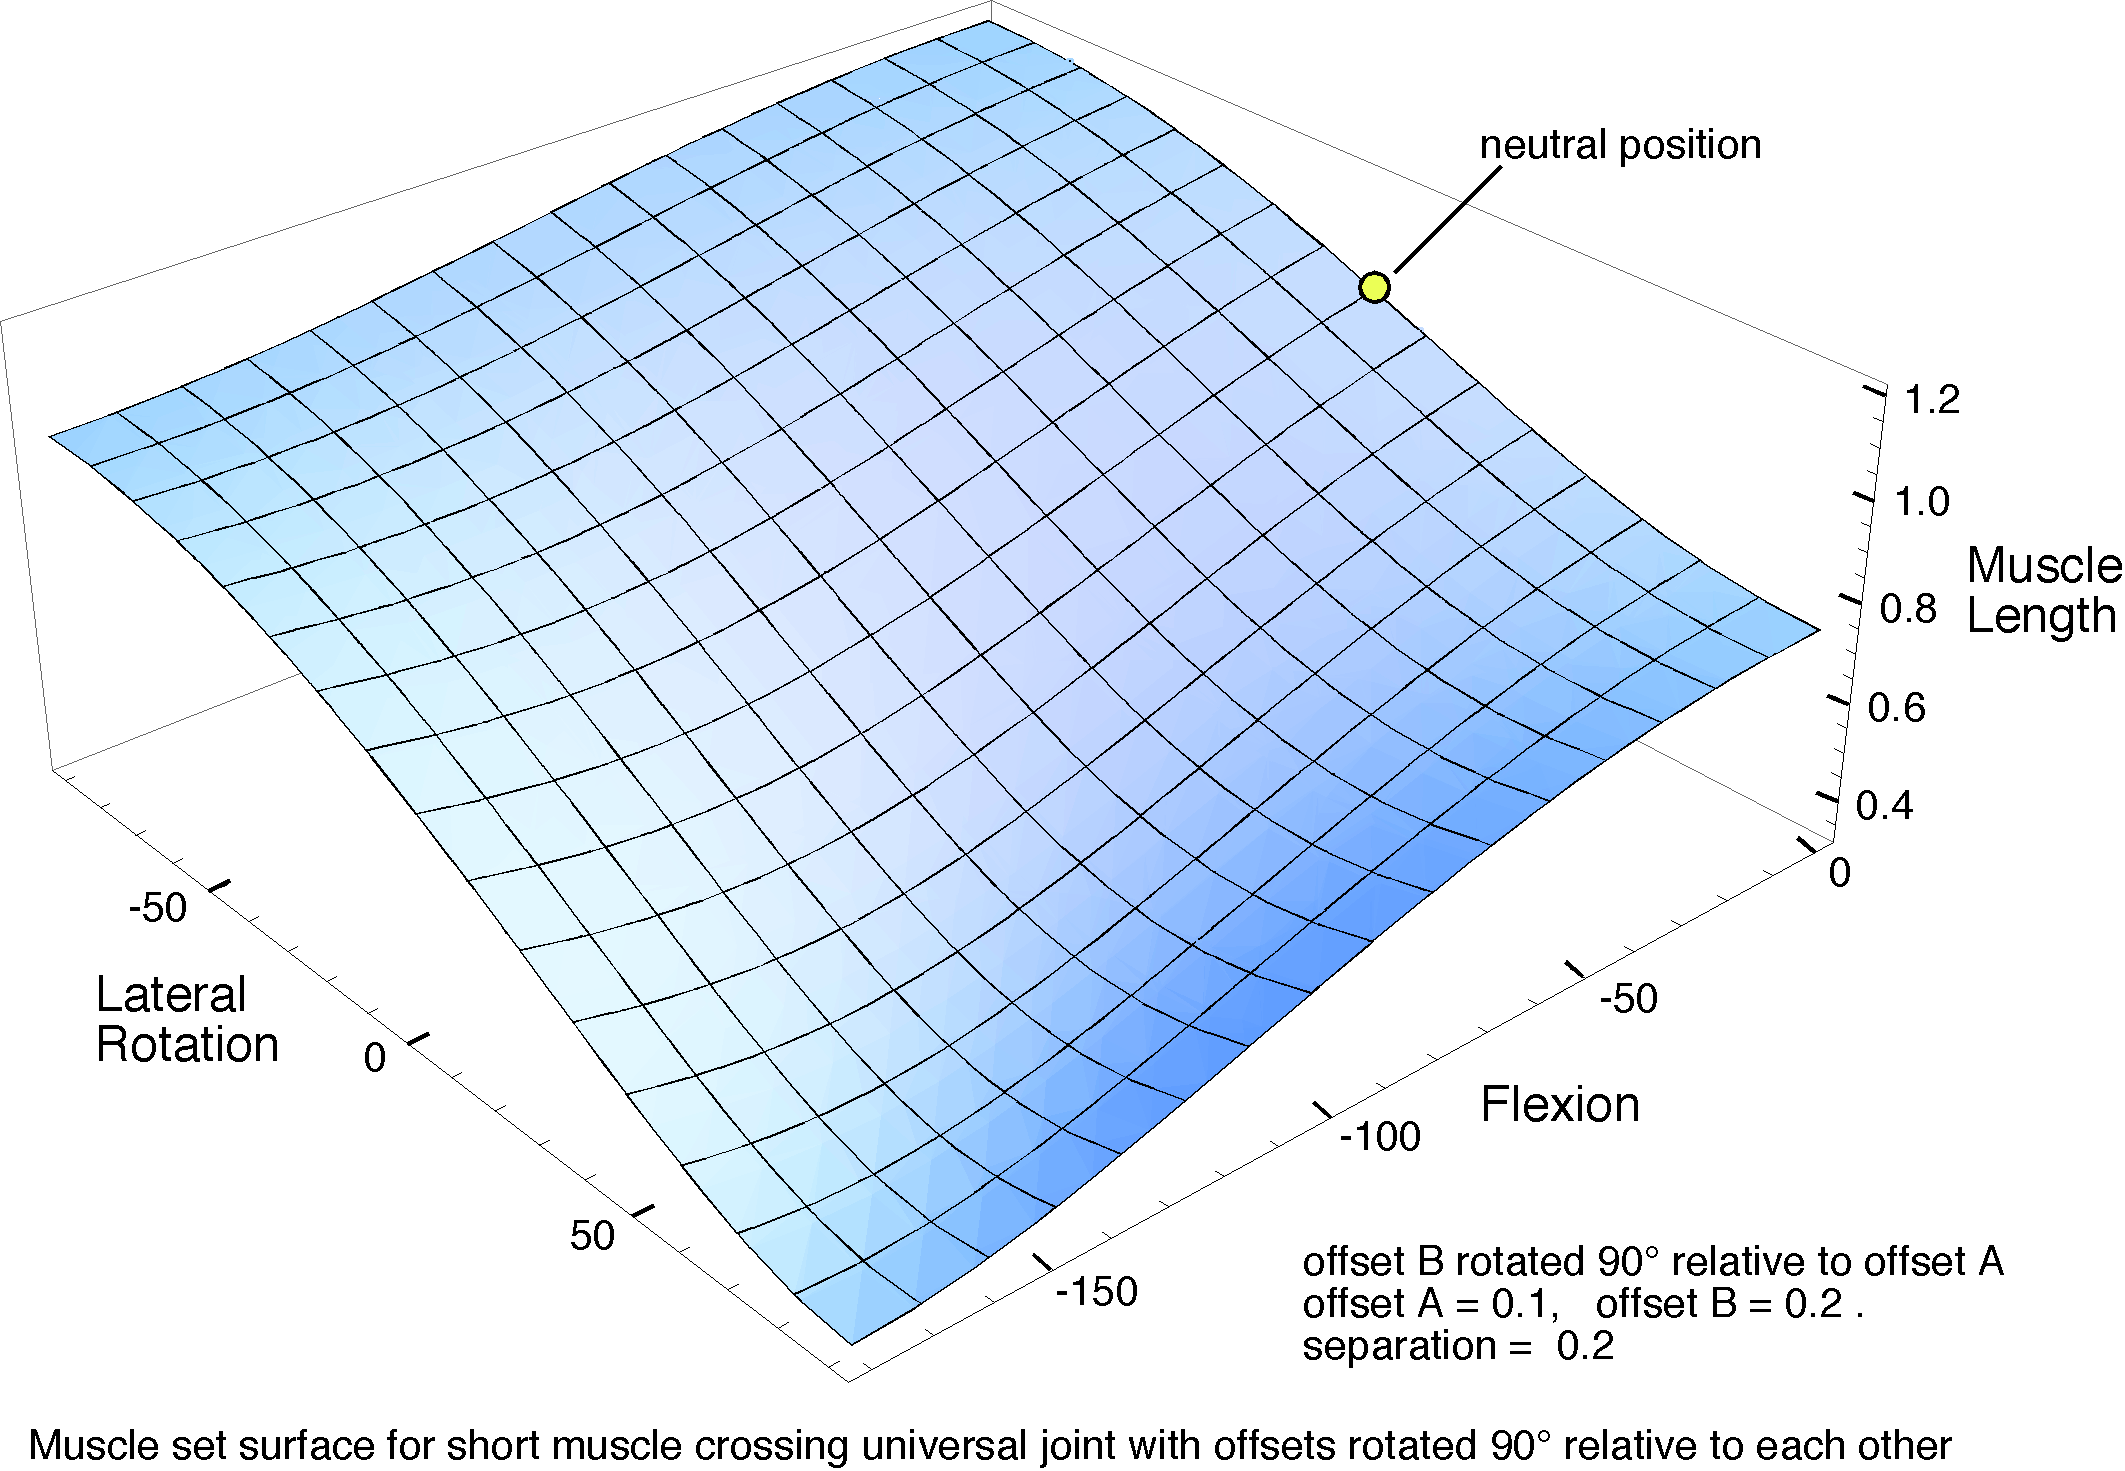 neutral position
1.2
1.0
Muscle
Length
0.8
0.6
0.4
0
-50
Lateral
Rotation
0
-50
Flexion
-100
50
-150
offset B rotated 90° relative to offset A
offset A = 0.1,   offset B = 0.2 .
separation =  0.2
Muscle set surface for short muscle crossing universal joint with offsets rotated 90° relative to each other